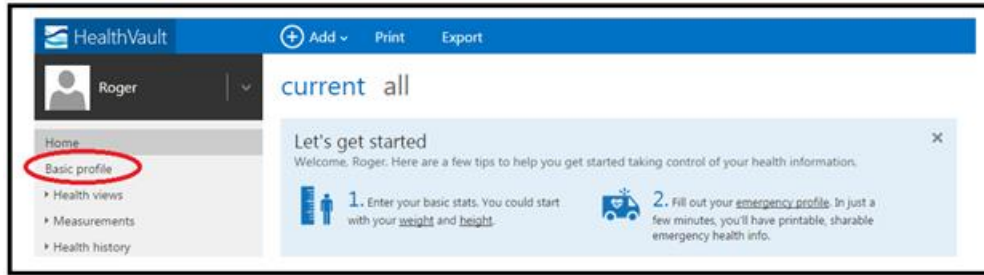 HealthVault
Add Print Export
Roger
current all
Home
Basic profile
Health views
Measurements
Health history
Let's get started
Welcome, Roger. Here are a few tips to help you get started taking control of your health information.
1. Enter your basic stats. You could start
with your weight and height.
2. Fill out your emergency profile. In just a
few minutes, you'll have printable, sharable
emergency health info.